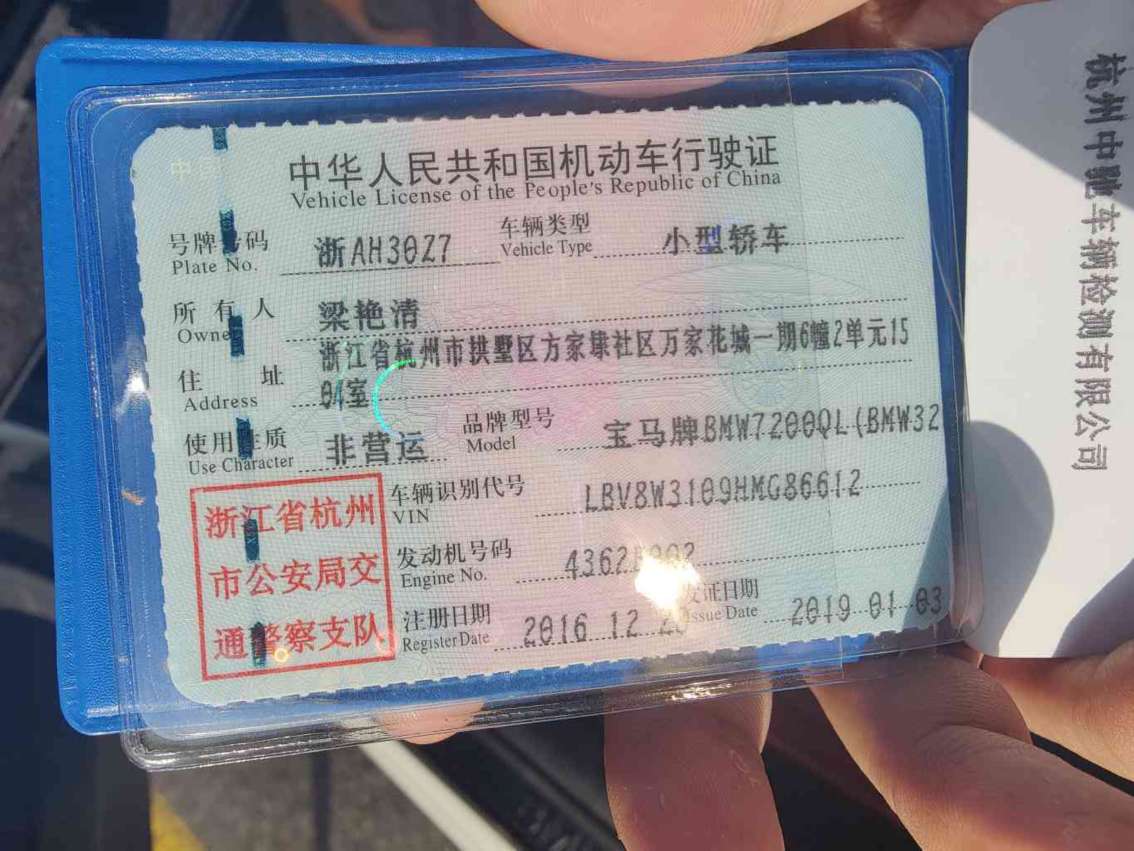 中华人民共和国机动车行驶证
Vehicle License of the People's Republic of China
号牌号码 浙AH30Z7 车辆类型 小型轿车
Plate No. Vehicle Type
所有人 梁艳清
Owner
浙江省杭州市拱墅区方家埭社区万家花城一期6幢2单元15
住址 04室
Address
使用性质 非营运 品牌型号 宝马牌BMW7200QL(BMW32
Use Character Model
车辆识别代号 LBV8W3109HMG86612
VIN
发动机号码
Engine No.
注册日期 2016 12 发证日期 2019 01 03
Register Date Issue Date
浙江省杭州
市公安局交
通警察支队
杭州中驰车辆检测有限公司